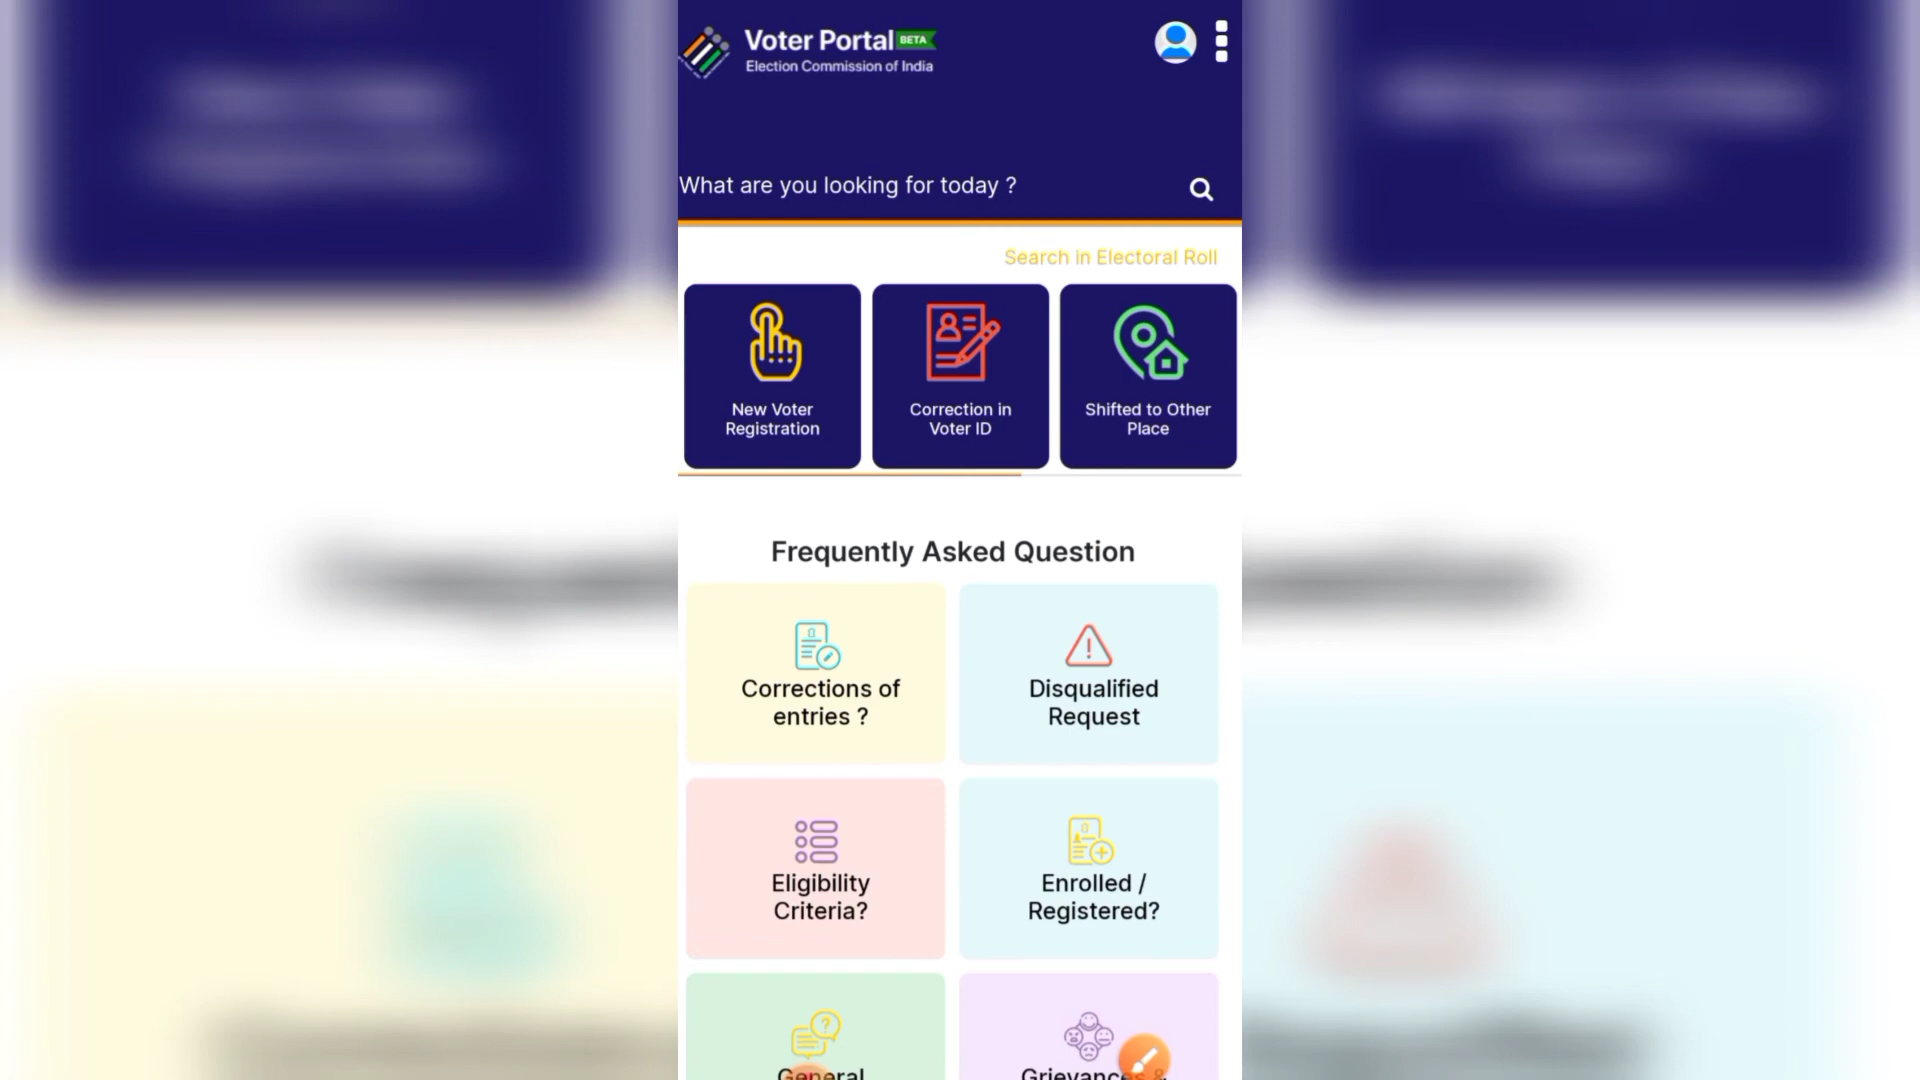 Voter Portal BETA
Election Commission of India
What are you looking for today ?
Search in Electoral Roll
New Voter
Registration
Correction in
Voter ID
Shifted to Other
Place
Frequently Asked Question
Corrections of
entries ?
Disqualified
Request
Eligibility
Criteria?
Enrolled /
Registered?
General
Grievances &